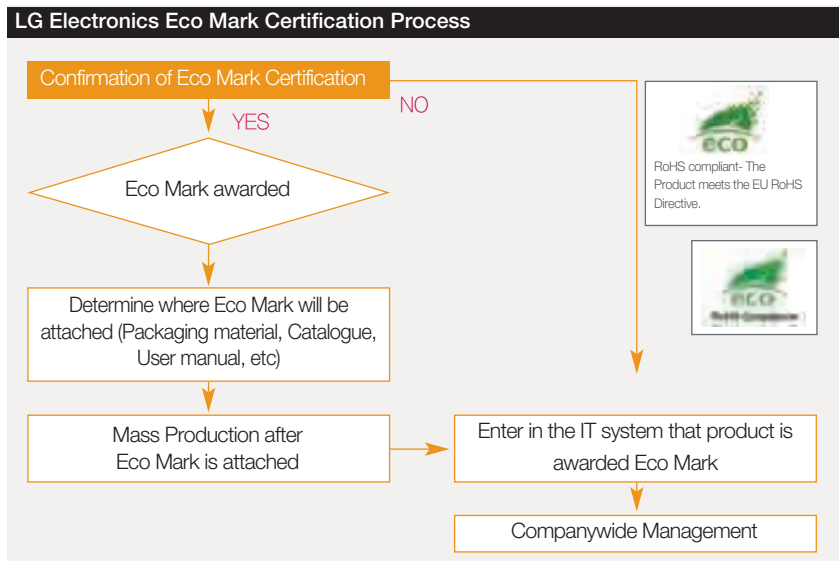 LG Electronics Eco Mark Certification Process
Confirmation of Eco Mark Certification
NO
YES
eco
RoHS compliant- The
Product meets the EU RoHS
Directive.
Eco Mark awarded
eco
RoHS Compliance
Determine where Eco Mark will be
attached (Packaging material, Catalogue,
User manual, etc)
Mass Production after
Eco Mark is attached
Enter in the IT system that product is
awarded Eco Mark
Companywide Management